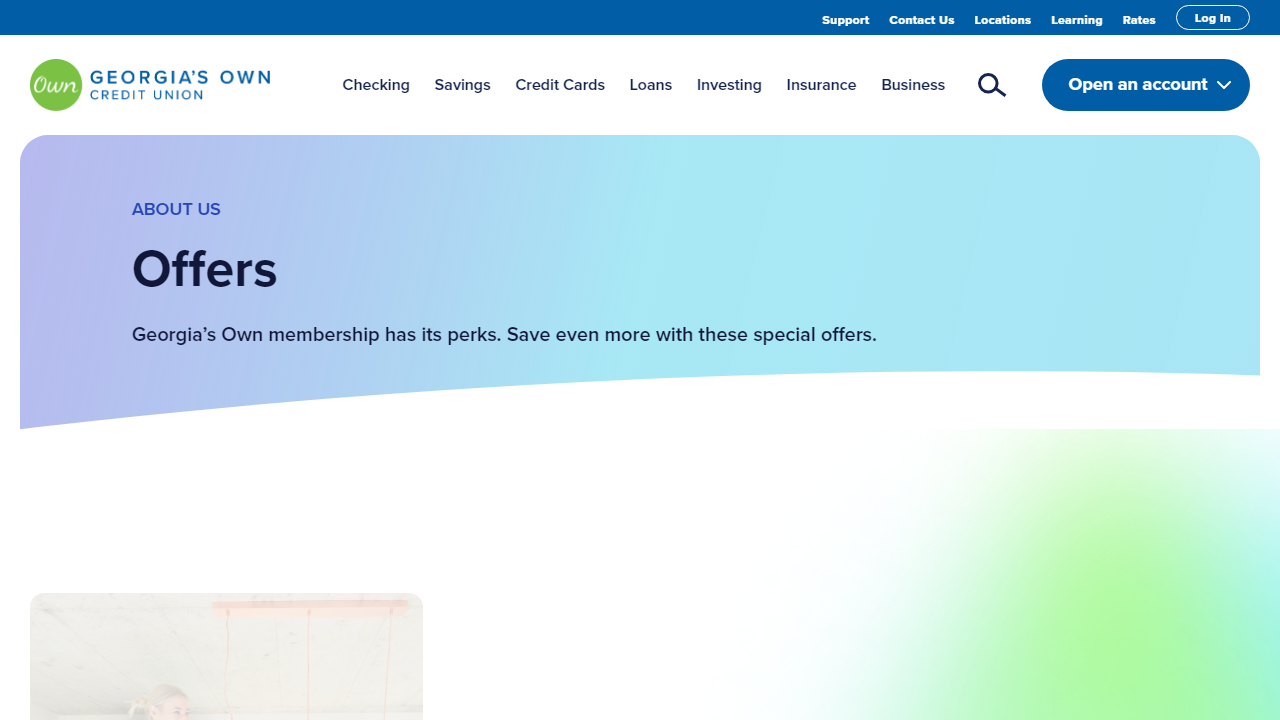 Support Contact Us Locations Learning Rates Log In
Own GEORGIA'S OWN
CREDIT UNION
Checking Savings Credit Cards Loans Investing Insurance Business
Open an account
ABOUT US
Offers
Georgia’s Own membership has its perks. Save even more with these special offers.